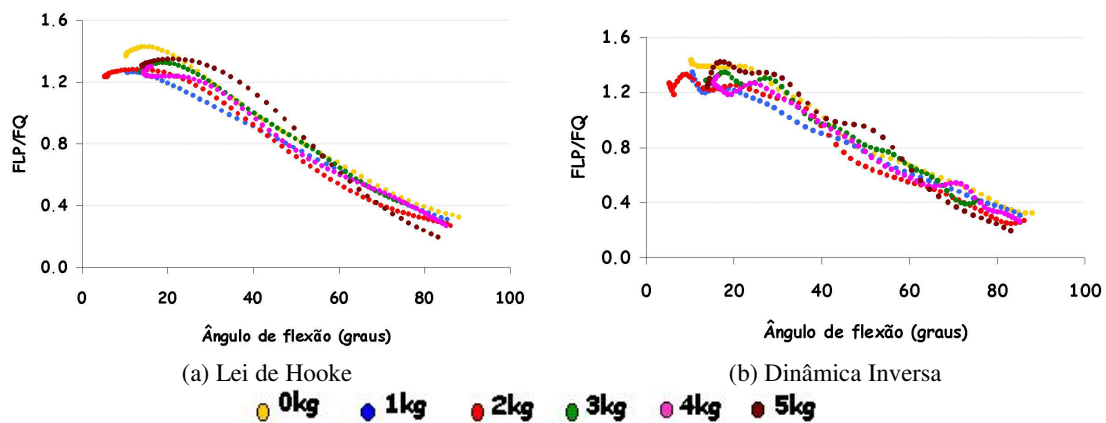 1.6
1.2
0.8
0.4
0.0
FLP/FQ
0 20 40 60 80 100
Ângulo de flexão (graus)
(a) Lei de Hooke
1.6
1.2
0.8
0.4
0.0
FLP/FQ
0 20 40 60 80 100
Ângulo de flexão (graus)
(b) Dinâmica Inversa
0kg 1kg 2kg 3kg 4kg 5kg